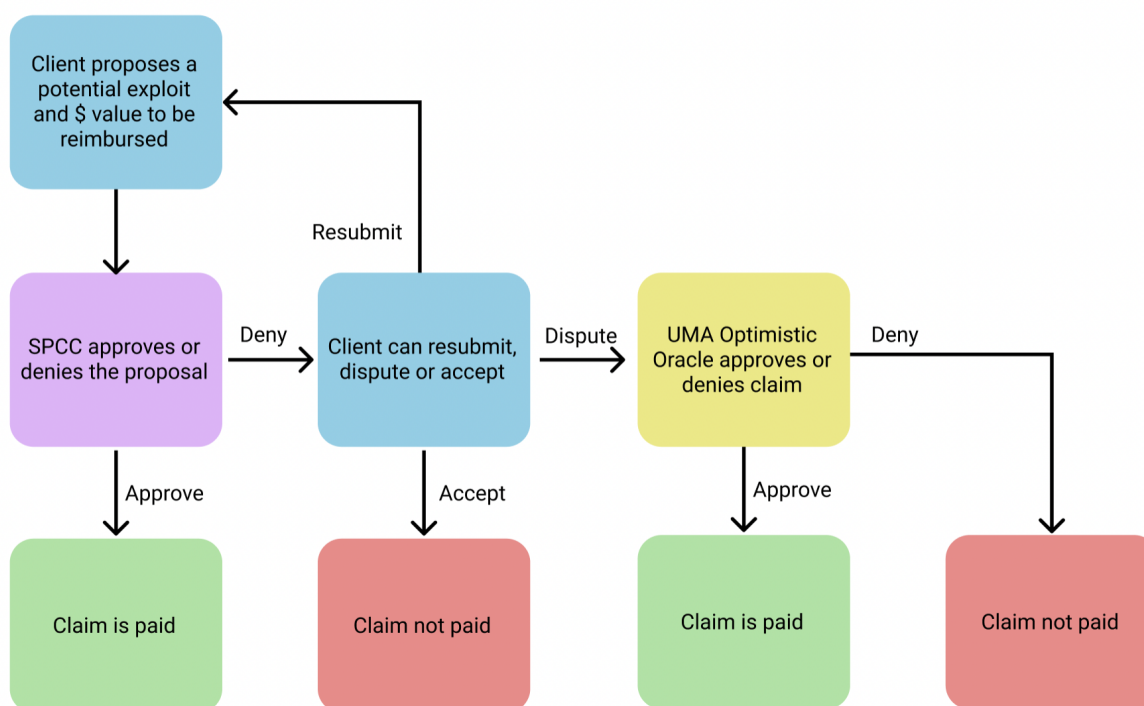 Client proposes a
potential exploit
and $ value to be
reimbursed
Resubmit
SPCC approves or
denies the proposal
Deny
Client can resubmit,
dispute or accept
Dispute
UMA Optimistic
Oracle approves or
denies claim
Deny
Approve
Accept
Approve
Claim is paid
Claim not paid
Claim is paid
Claim not paid